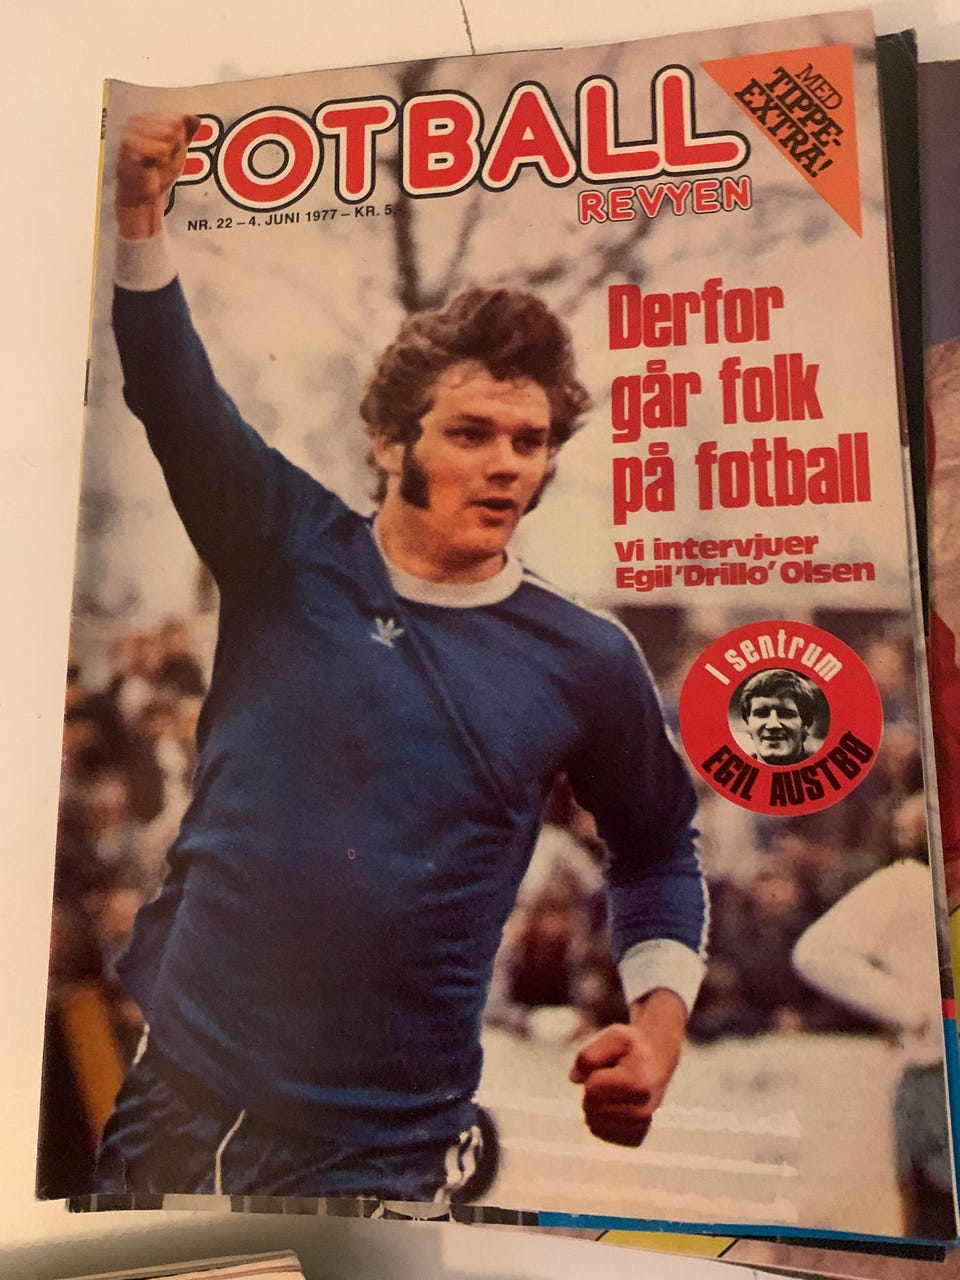 FOTBALL
REVYEN
NR. 22 – 4. JUNI 1977 – KR. 5,-
MED
TIPPE-
EXTRA!
Derfor
går folk
på fotball
Vi intervjuer
Egil 'Drillo' Olsen
I sentrum
EGIL AUSTBØ